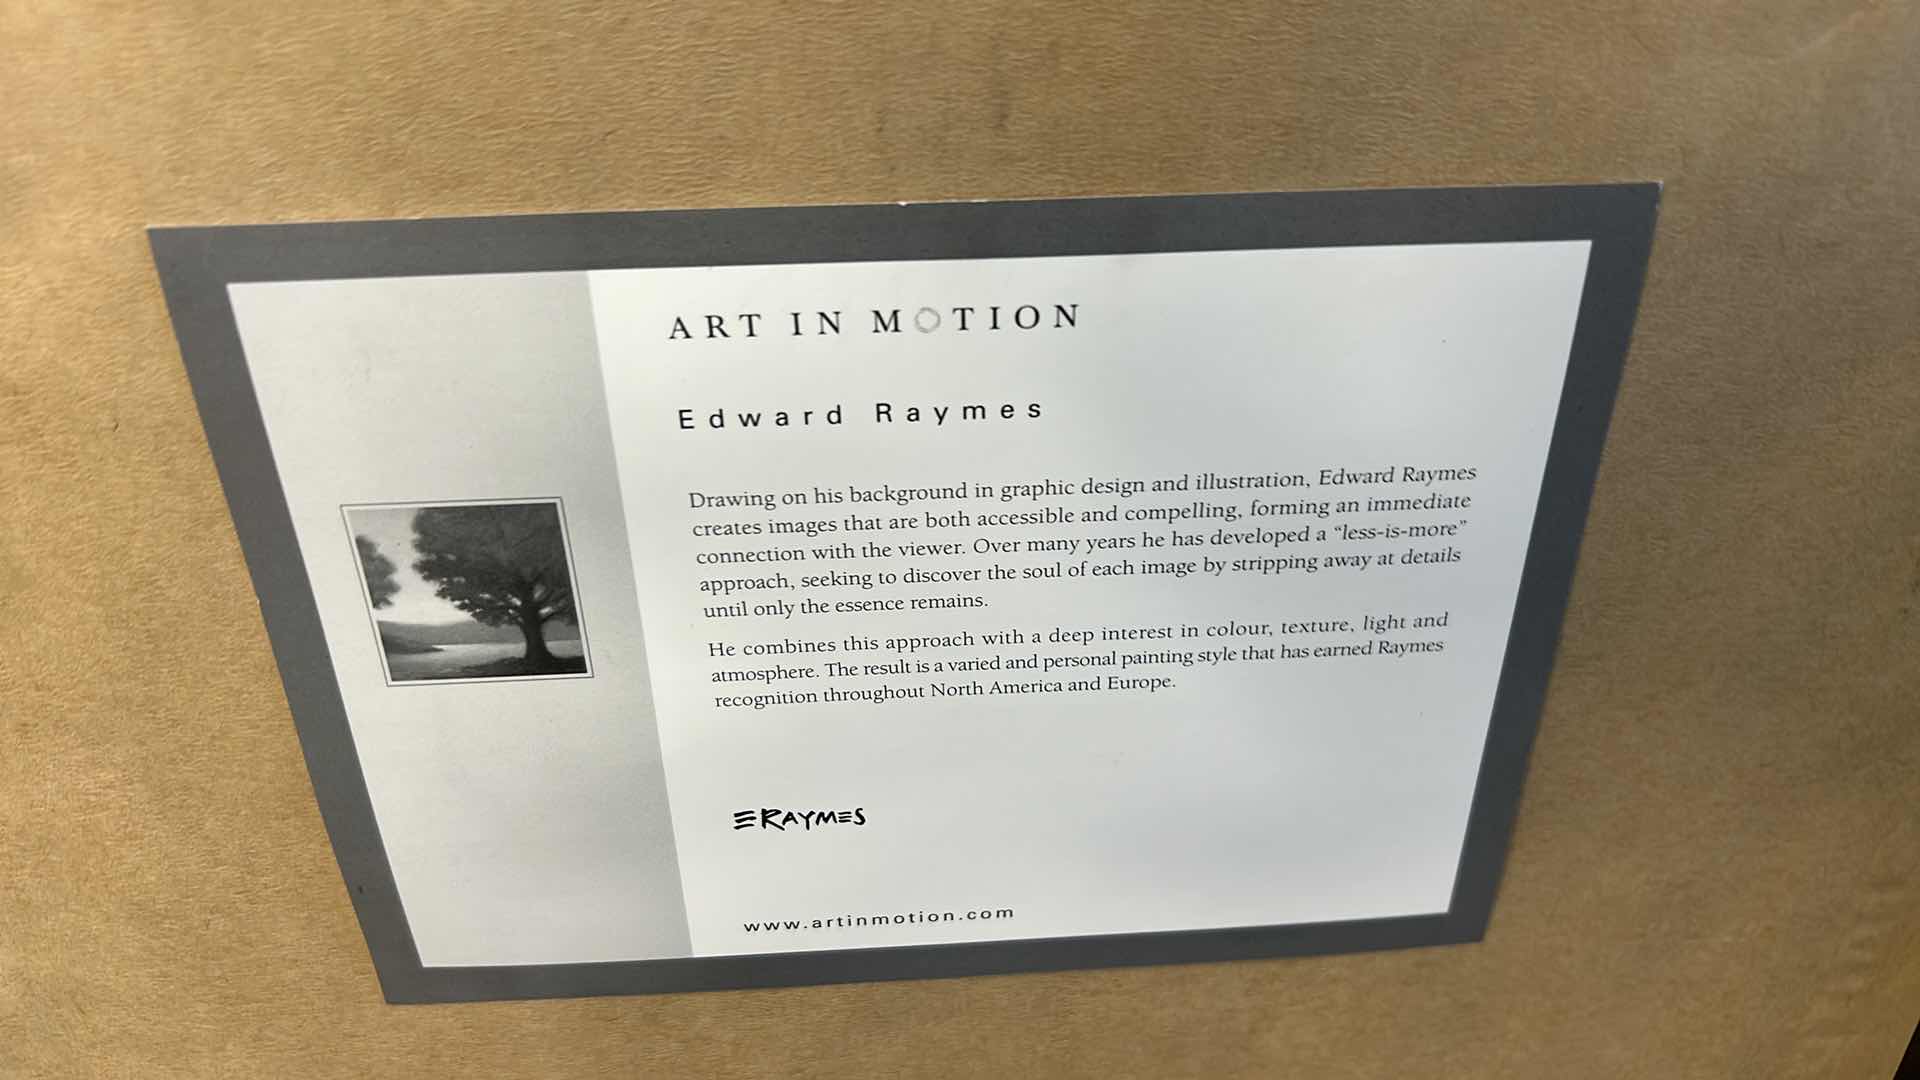 ART IN MOTION
Edward Raymes
Drawing on his background in graphic design and illustration, Edward Raymes
creates images that are both accessible and compelling, forming an immediate
connection with the viewer. Over many years he has developed a “less-is-more”
approach, seeking to discover the soul of each image by stripping away at details
until only the essence remains.
He combines this approach with a deep interest in colour, texture, light and
atmosphere. The result is a varied and personal painting style that has earned Raymes
recognition throughout North America and Europe.
ERAYMES
www.artinmotion.com